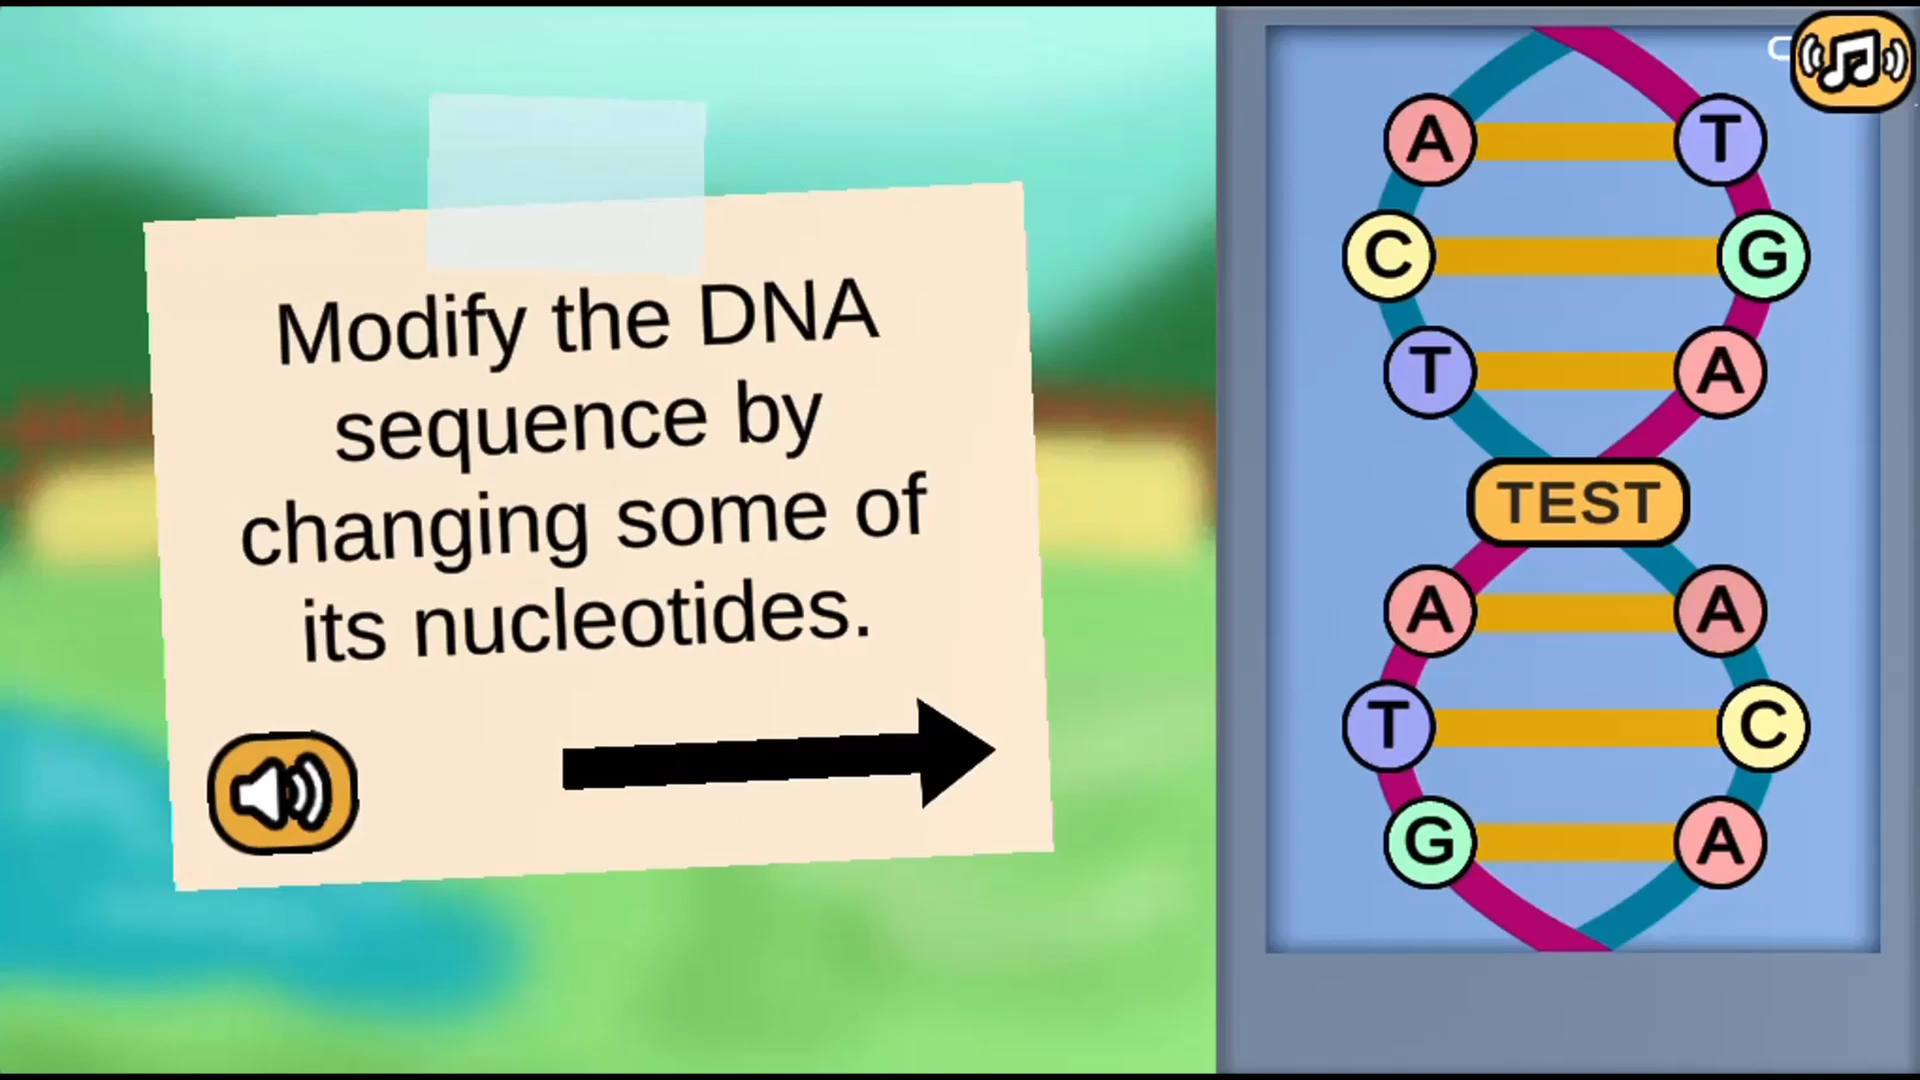 Modify the DNA
sequence by
changing some of
its nucleotides.
A T
C G
T A
TEST
A A
T C
G A